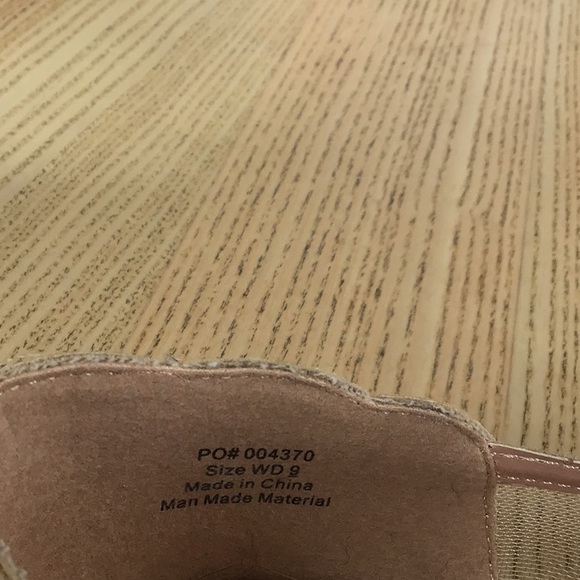 PO# 004370
Size WD 9
Made in China
Man Made Material